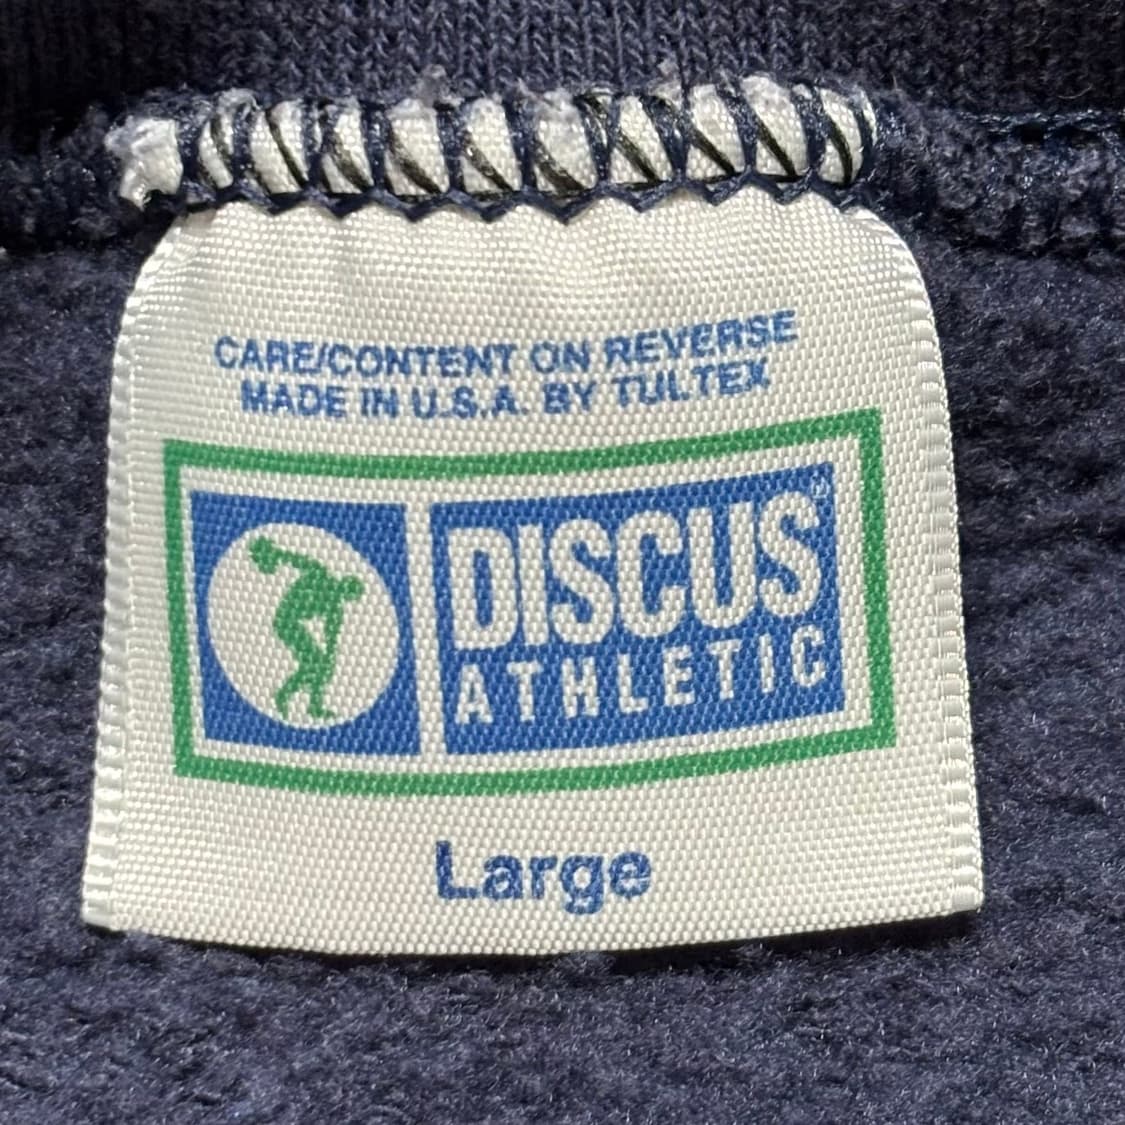 CARE/CONTENT ON REVERSE
MADE IN U.S.A. BY TULTEX
DISCUS®
ATHLETIC
Large